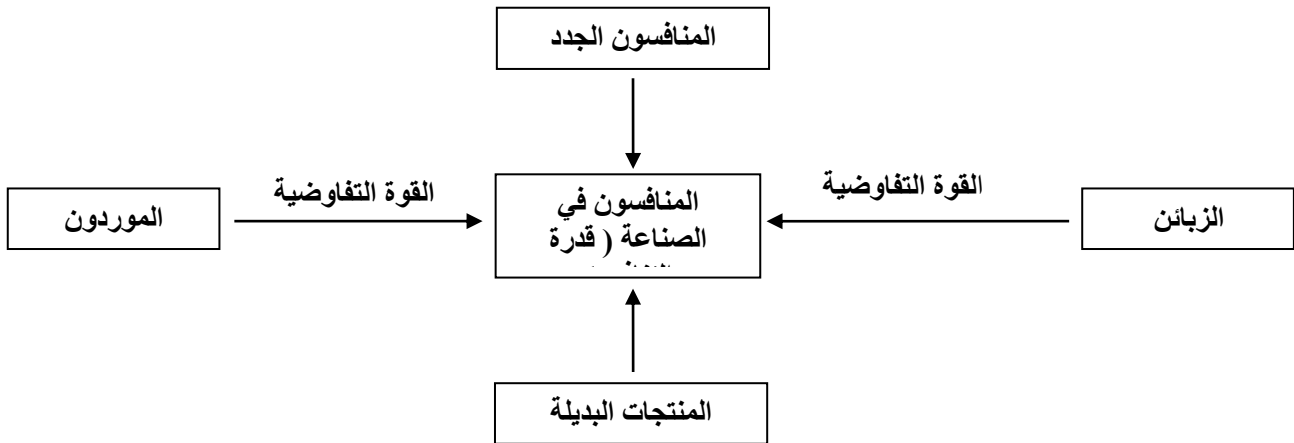 المنافسون الجدد
القوة التفاوضية
القوة التفاوضية
الزبائن
المنافسون في
الصناعة ( قدرة
الموردون
المنتجات البديلة